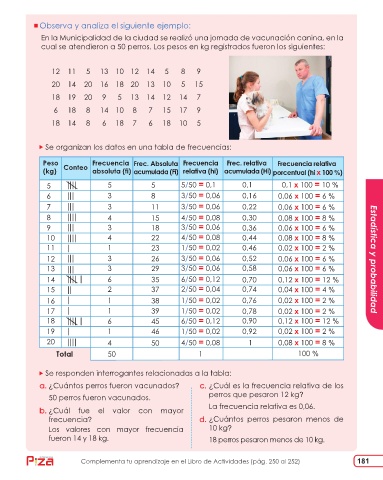 Observa y analiza el siguiente ejemplo:
En la Municipalidad de la ciudad se realizó una jornada de vacunación canina, en la
cual se atendieron a 50 perros. Los pesos en kg registrados fueron los siguientes:
12 11 5 13 10 12 14 5 8 9
20 14 20 16 18 20 13 10 5 15
18 19 20 9 5 13 14 12 14 7
6 18 8 14 10 8 7 15 17 9
18 14 8 6 18 7 6 18 10 5
Se organizan los datos en una tabla de frecuencias:
Peso (kg) Conteo Frecuencia absoluta (fi) Frec. Absoluta acumulada (Fi) Frecuencia relativa (hi) Frec. relativa acumulada (Hi) Frecuencia relativa porcentual (hi x 100 %)
5 5 5 5/50 = 0,1 0,1 0,1 x 100 = 10 %
6 3 8 3/50 = 0,06 0,16 0,06 x 100 = 6 %
7 3 11 3/50 = 0,06 0,22 0,06 x 100 = 6 %
8 4 15 4/50 = 0,08 0,30 0,08 x 100 = 8 %
9 3 18 3/50 = 0,06 0,36 0,06 x 100 = 6 %
10 4 22 4/50 = 0,08 0,44 0,08 x 100 = 8 %
11 1 23 1/50 = 0,02 0,46 0,02 x 100 = 2 %
12 3 26 3/50 = 0,06 0,52 0,06 x 100 = 6 %
13 3 29 3/50 = 0,06 0,58 0,06 x 100 = 6 %
14 6 35 6/50 = 0,12 0,70 0,12 x 100 = 12 %
15 2 37 2/50 = 0,04 0,74 0,04 x 100 = 4 %
16 1 38 1/50 = 0,02 0,76 0,02 x 100 = 2 %
17 1 39 1/50 = 0,02 0,78 0,02 x 100 = 2 %
18 6 45 6/50 = 0,12 0,90 0,12 x 100 = 12 %
19 1 46 1/50 = 0,02 0,92 0,02 x 100 = 2 %
20 4 50 4/50 = 0,08 1 0,08 x 100 = 8 %
Total 50 1 100 %
Estadística y probabilidad
Se responden interrogantes relacionadas a la tabla:
a. ¿Cuántos perros fueron vacunados?
50 perros fueron vacunados.
b. ¿Cuál fue el valor con mayor
frecuencia?
Los valores con mayor frecuencia
fueron 14 y 18 kg.
c. ¿Cuál es la frecuencia relativa de los
perros que pesaron 12 kg?
La frecuencia relativa es 0,06.
d. ¿Cuántos perros pesaron menos de
10 kg?
18 perros pesaron menos de 10 kg.
Complementa tu aprendizaje en el Libro de Actividades (pág. 250 al 252)
181